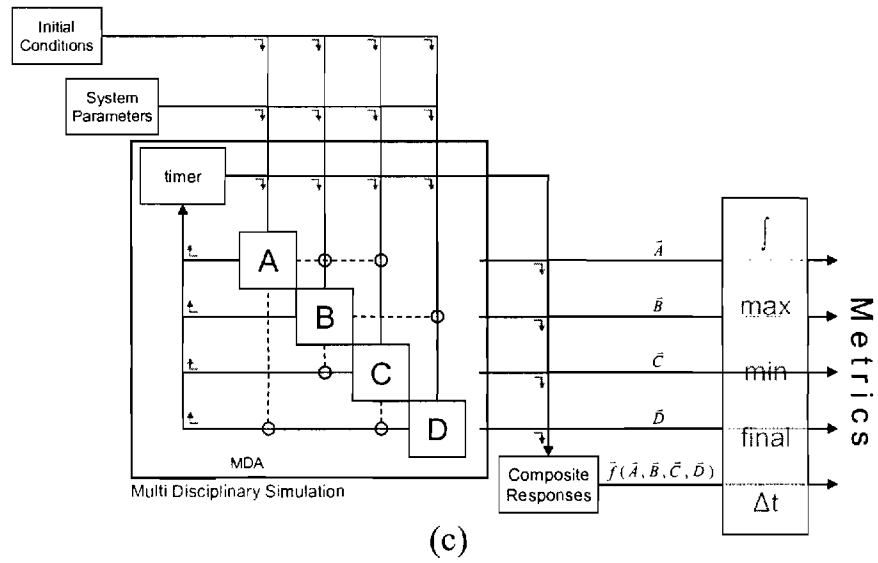 Initial
Conditions
System
Parameters
timer
A
B
C
D
MDA
Multi Disciplinary Simulation
Ā
B̄
C̄
D̄
Composite
Responses
f̄ ( Ā , B̄ , C̄ , D̄ )
∫
max
min
final
Δt
Metrics
(c)